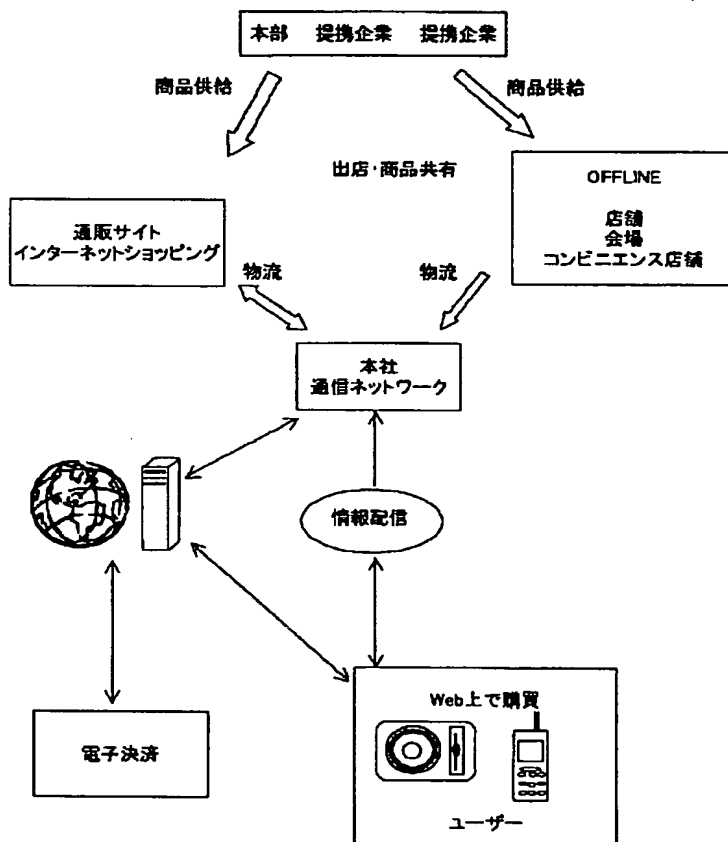 本部 提携企業 提携企業
商品供給
商品供給
出店・商品共有
OFFLINE
店舗
会場
コンビニエンス店舗
通販サイト
インターネットショッピング
物流
物流
本社
通信ネットワーク
情報配信
Web上で購買
電子決済
ユーザー